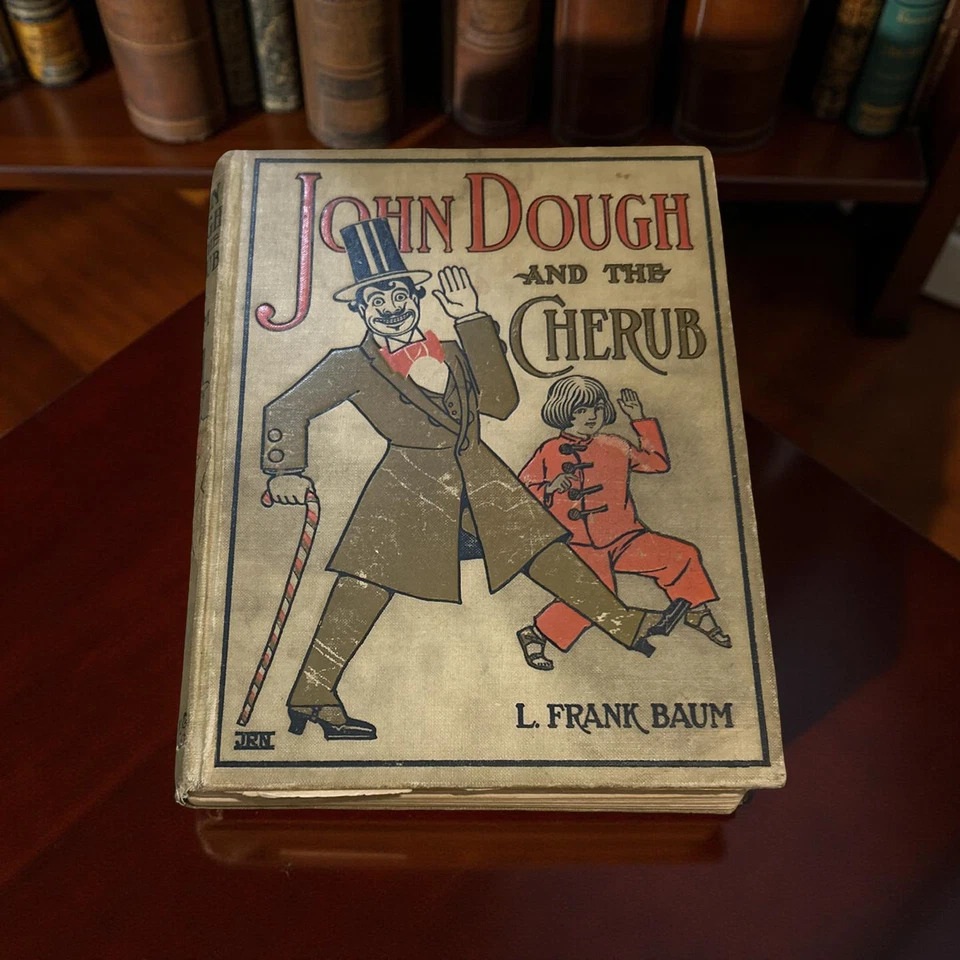 JOHN DOUGH
AND THE
CHERUB
L. FRANK BAUM
JRN